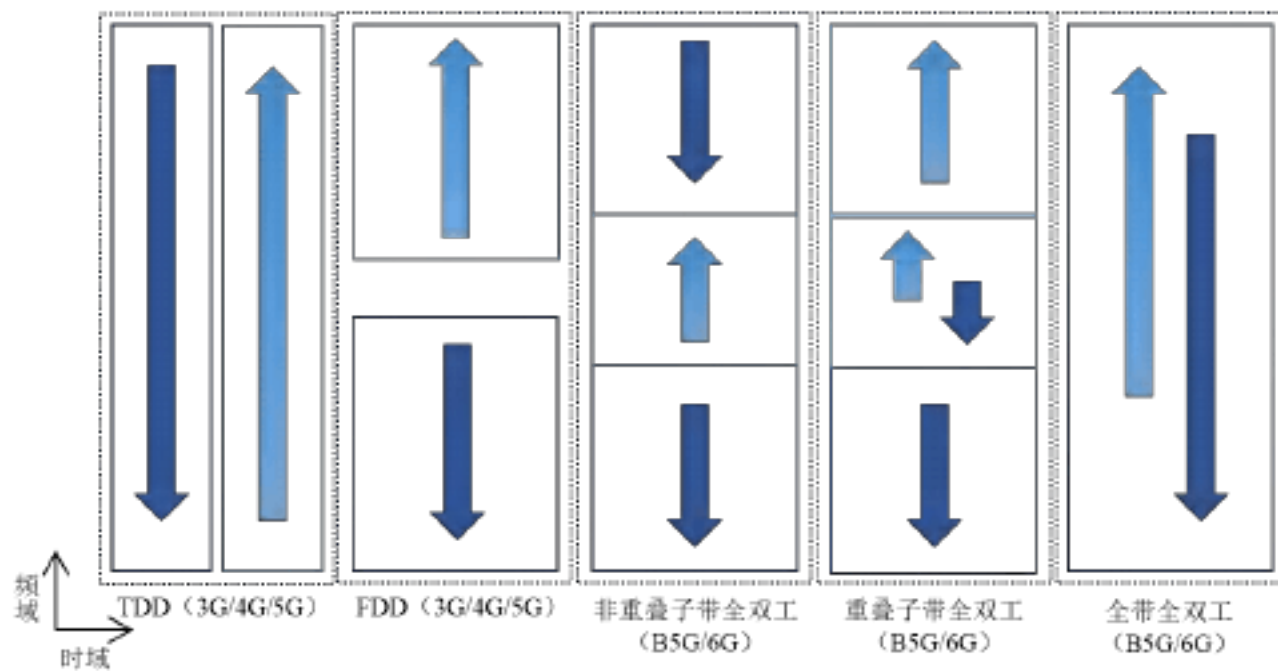 频
域
时域
TDD（3G/4G/5G）
FDD（3G/4G/5G）
非重叠子带全双工
（B5G/6G）
重叠子带全双工
（B5G/6G）
全带全双工
（B5G/6G）